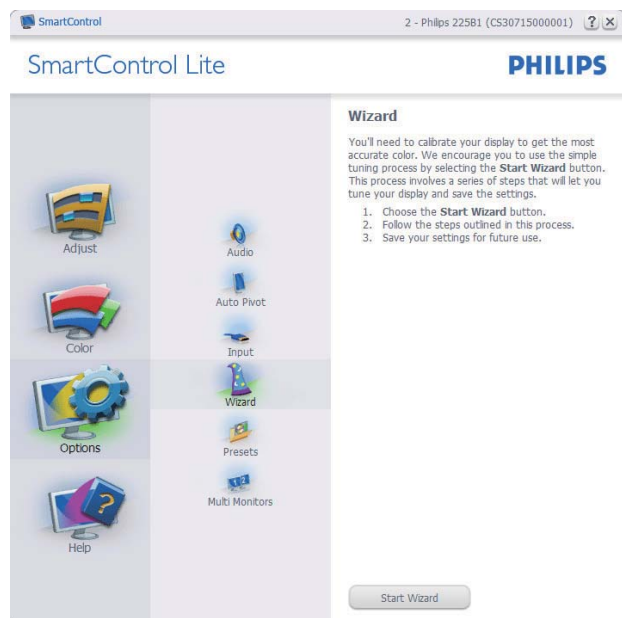 SmartControl
2 - Philips 225B1 (CS30715000001)
?
SmartControl Lite
PHILIPS
Adjust
Color
Options
?
Help
Audio
Auto Pivot
Input
Wizard
Presets
1 2
Multi Monitors
Wizard
You'll need to calibrate your display to get the most
accurate color. We encourage you to use the simple
tuning process by selecting the Start Wizard button.
This process involves a series of steps that will let you
tune your display and save the settings.
1. Choose the Start Wizard button.
2. Follow the steps outlined in this process.
3. Save your settings for future use.
Start Wizard